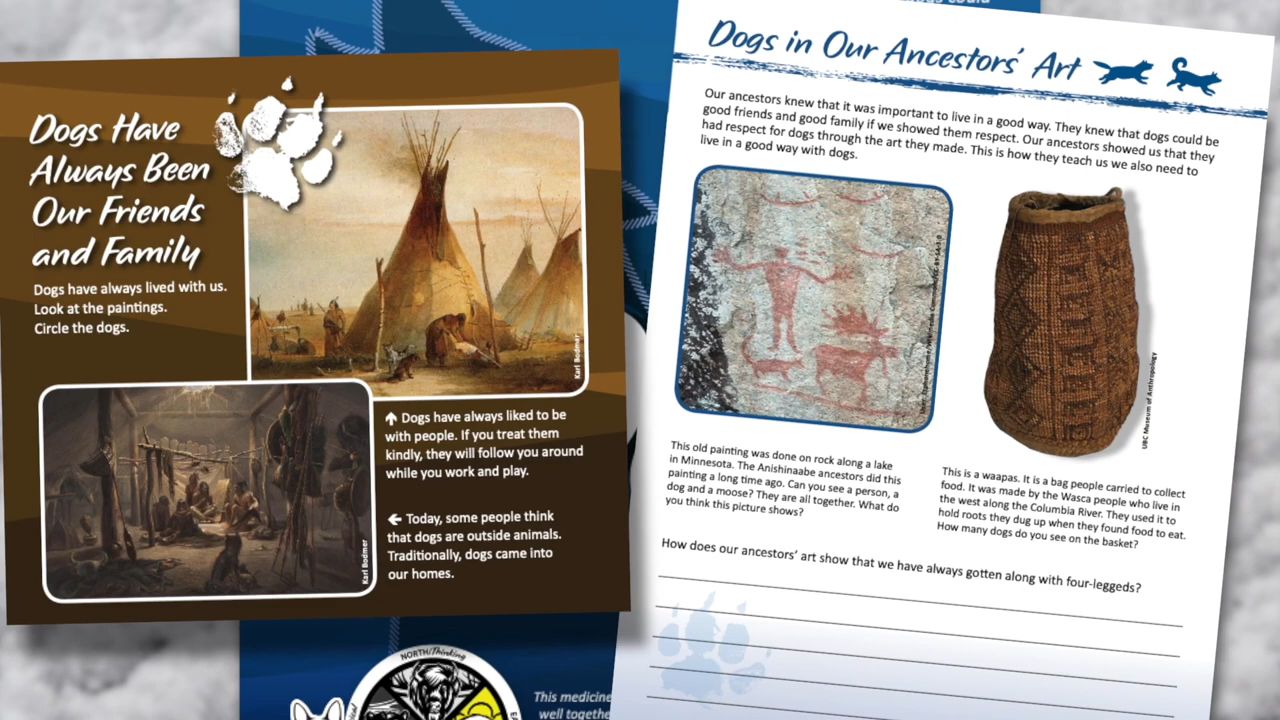 Dogs Have
Always Been
Our Friends
and Family
Dogs have always lived with us.
Look at the paintings.
Circle the dogs.
Karl Bodmer
Dogs have always liked to be
with people. If you treat them
kindly, they will follow you around
while you work and play.
Today, some people think
that dogs are outside animals.
Traditionally, dogs came into
our homes.
Karl Bodmer
NORTH/Thinking
This medicine
well togethe
Dogs in Our Ancestors' Art
Our ancestors knew that it was important to live in a good way. They knew that dogs could be
good friends and good family if we showed them respect. Our ancestors showed us that they
had respect for dogs through the art they made. This is how they teach us we also need to
live in a good way with dogs.
UBC Museum of Anthropology
This old painting was done on rock along a lake
in Minnesota. The Anishinaabe ancestors did this
painting a long time ago. Can you see a person, a
dog and a moose? They are all together. What do
you think this picture shows?
This is a waapas. It is a bag people carried to collect
food. It was made by the Wasca people who live in
the west along the Columbia River. They used it to
hold roots they dug up when they found food to eat.
How many dogs do you see on the basket?
How does our ancestors' art show that we have always gotten along with four-leggeds?